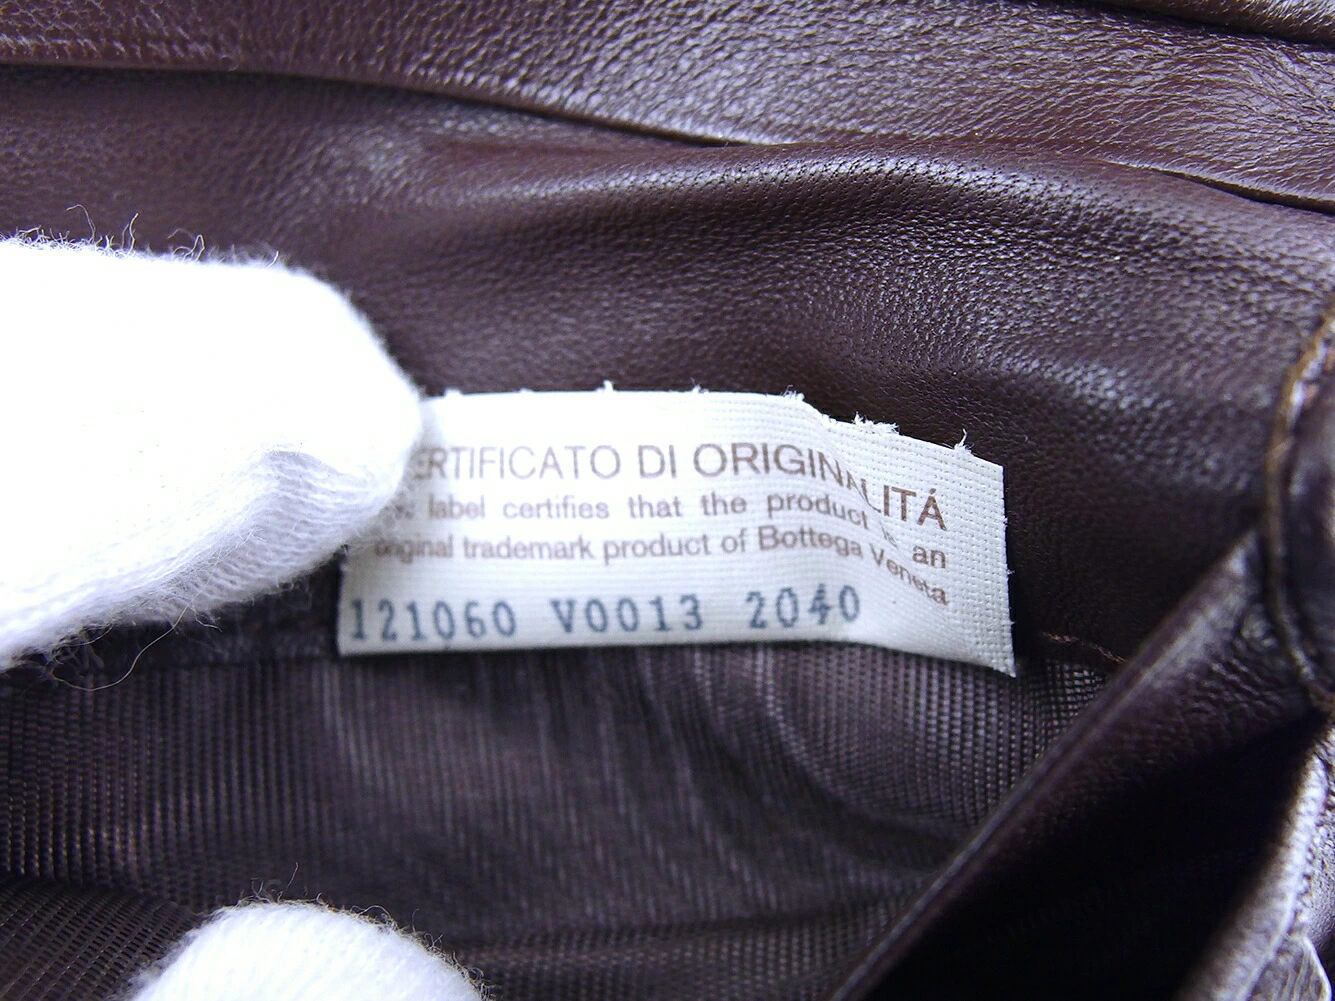 ERTIFICATO DI ORIGINALITÁ
label certifies that the product is an
original trademark product of Bottega Veneta
121060 V0013 2040